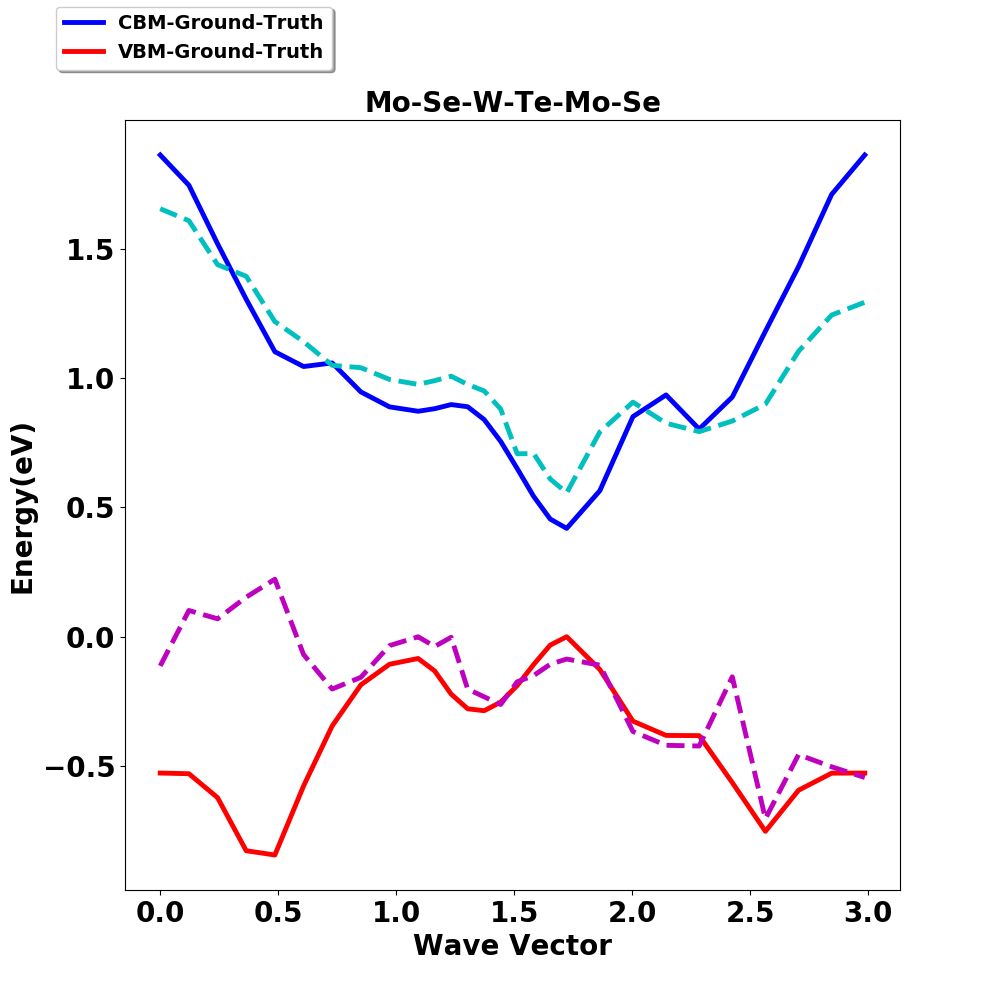 CBM-Ground-Truth
VBM-Ground-Truth
Mo-Se-W-Te-Mo-Se
Energy(eV)
1.5
1.0
0.5
0.0
−0.5
0.0 0.5 1.0 1.5 2.0 2.5 3.0
Wave Vector